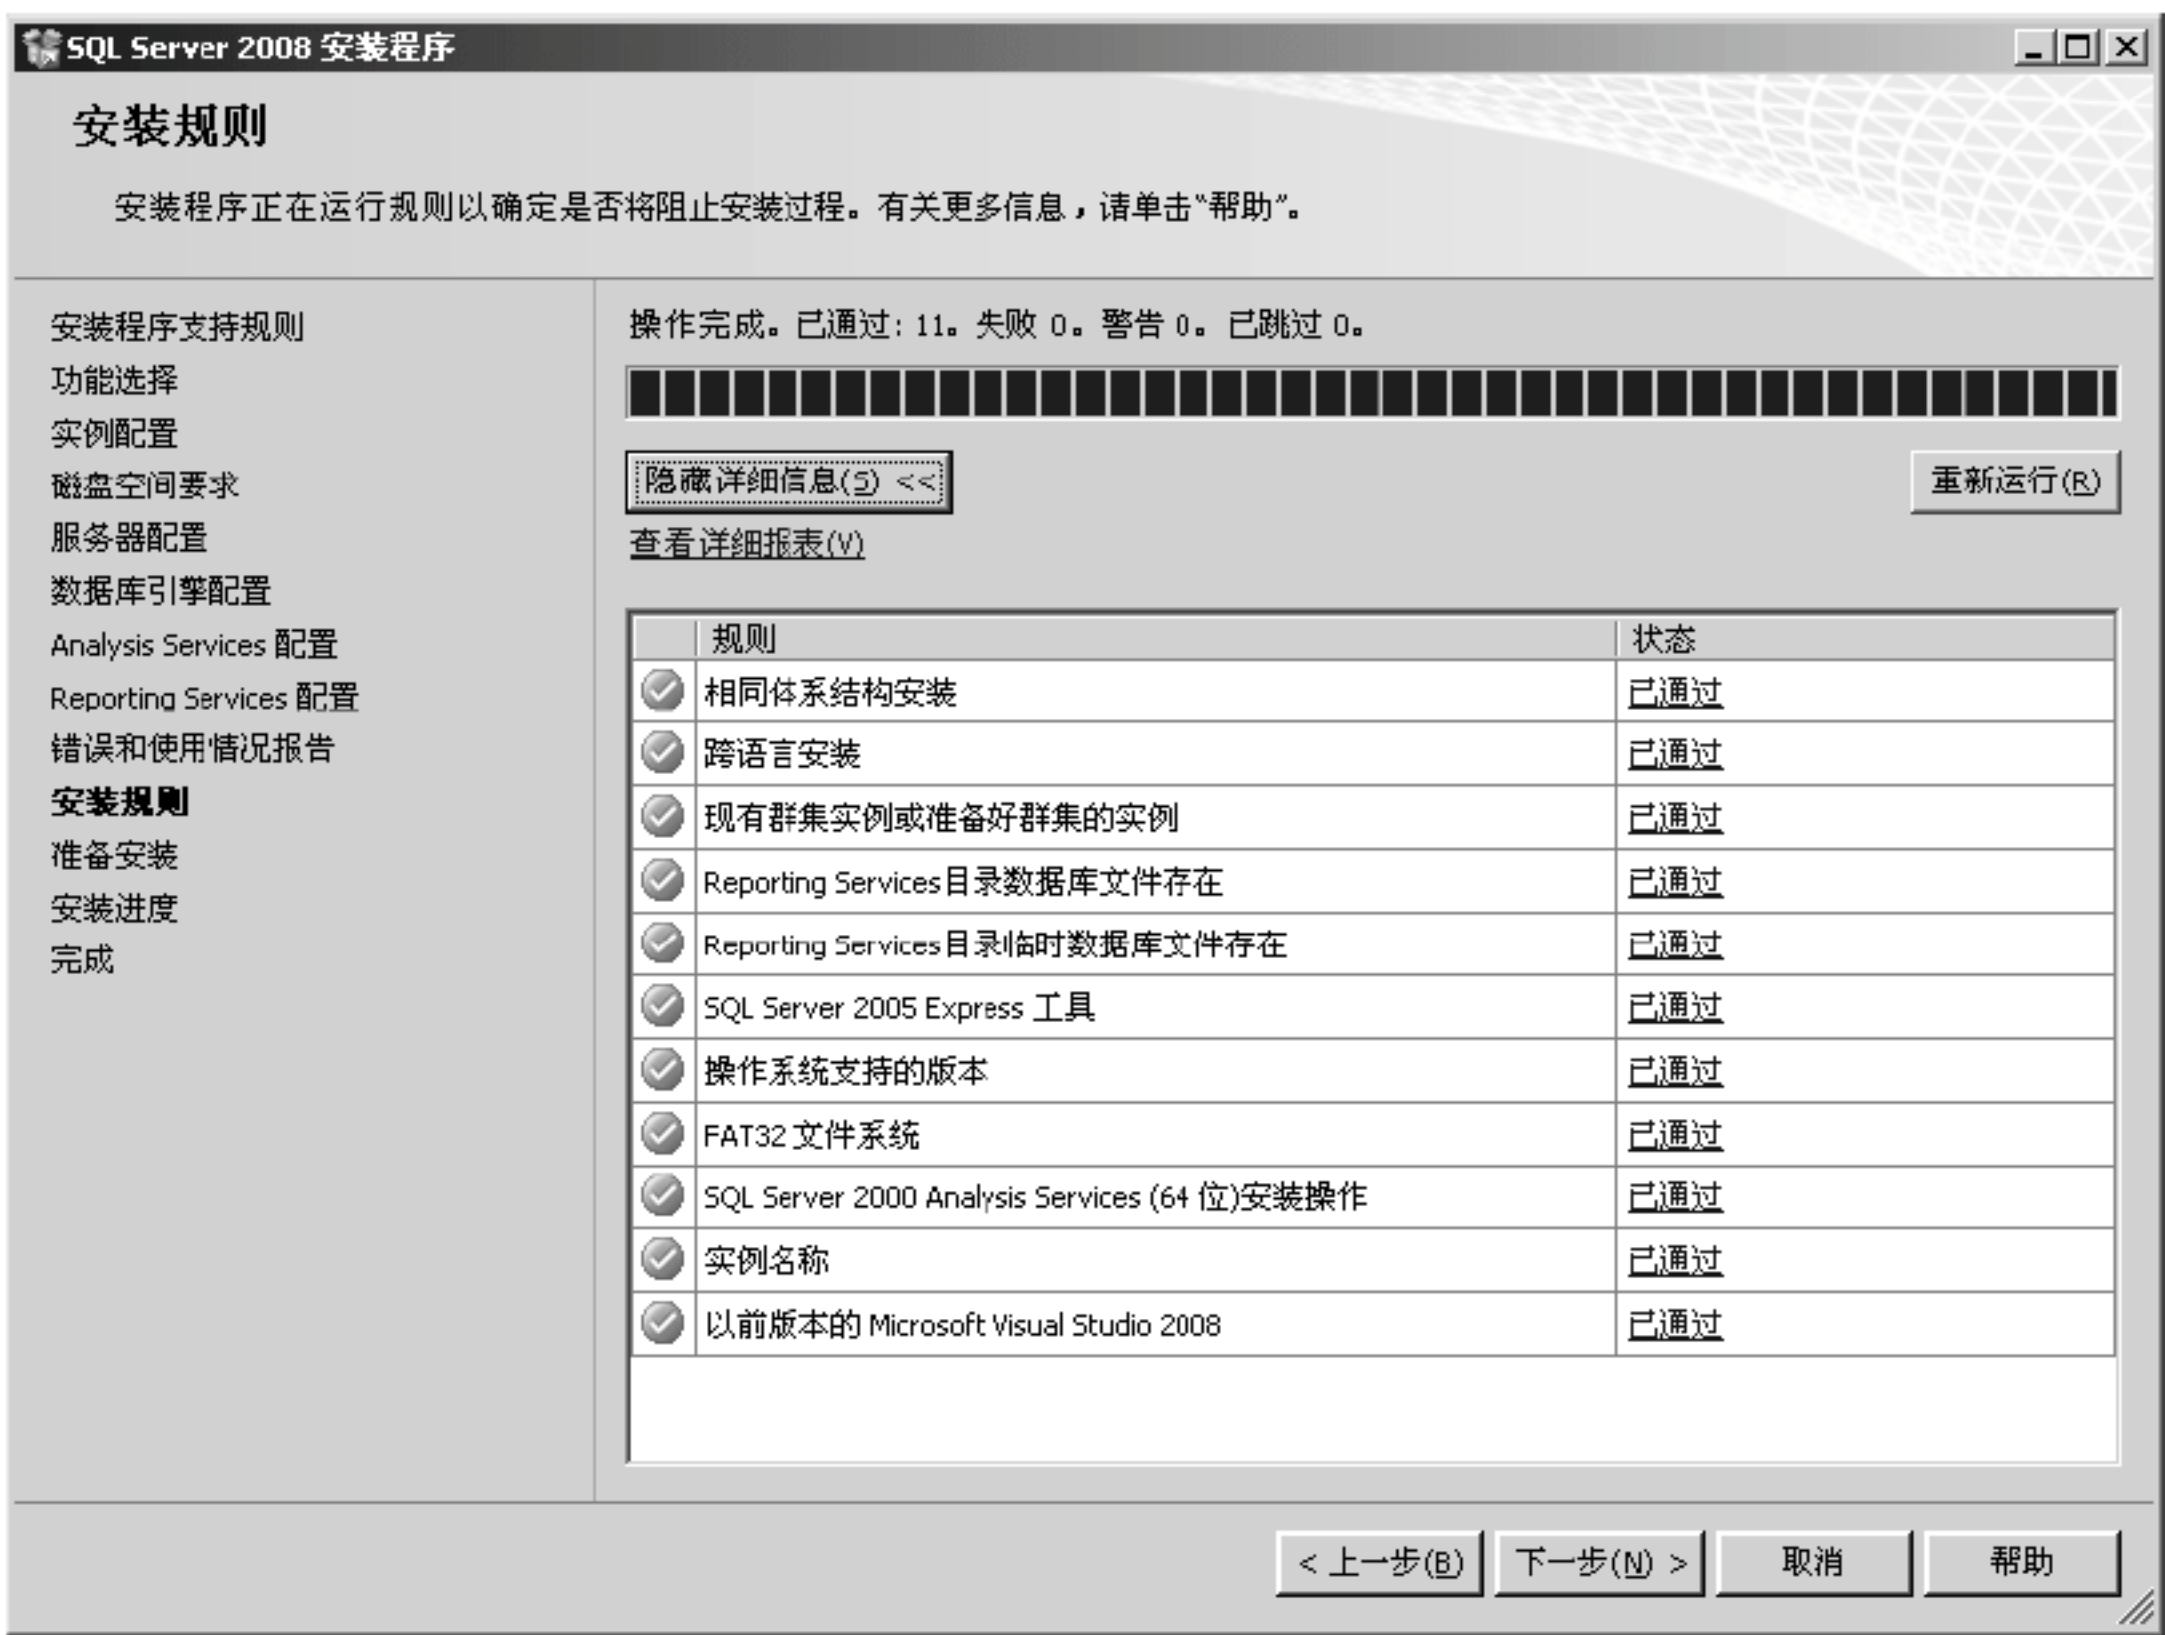 SQL Server 2008 安装程序
安装规则
安装程序正在运行规则以确定是否将阻止安装过程。有关更多信息，请单击“帮助”。
安装程序支持规则
功能选择
实例配置
磁盘空间要求
服务器配置
数据库引擎配置
Analysis Services 配置
Reporting Services 配置
错误和使用情况报告
安装规则
准备安装
安装进度
完成
操作完成。已通过: 11。失败 0。警告 0。已跳过 0。
隐藏详细信息(S) <<
重新运行(R)
查看详细报表(V)
规则 状态
相同体系结构安装 已通过
跨语言安装 已通过
现有群集实例或准备好群集的实例 已通过
Reporting Services目录数据库文件存在 已通过
Reporting Services目录临时数据库文件存在 已通过
SQL Server 2005 Express 工具 已通过
操作系统支持的版本 已通过
FAT32 文件系统 已通过
SQL Server 2000 Analysis Services (64 位)安装操作 已通过
实例名称 已通过
以前版本的 Microsoft Visual Studio 2008 已通过
< 上一步(B) 下一步(N) > 取消 帮助